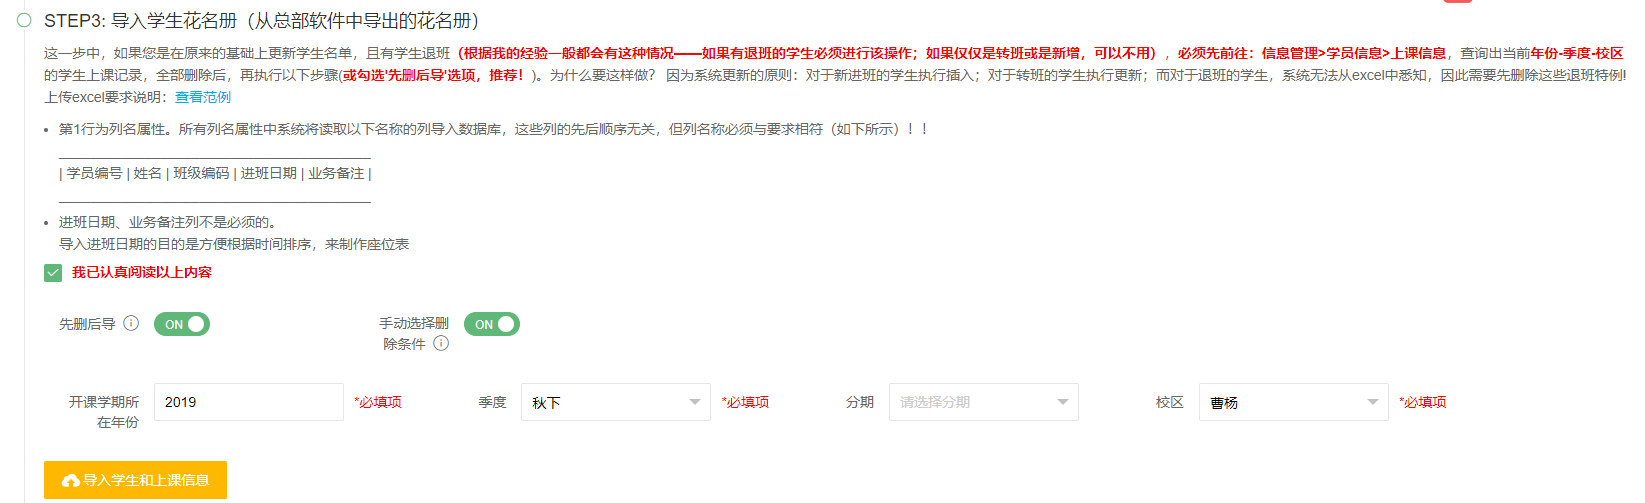 STEP3: 导入学生花名册（从总部软件中导出的花名册）
这一步中，如果您是在原来的基础上更新学生名单，且有学生退班（根据我的经验一般都会有这种情况——如果有退班的学生必须进行该操作；如果仅仅是转班或是新增，可以不用），必须先前往：信息管理>学员信息>上课信息，查询出当前年份-季度-校区
的学生上课记录，全部删除后，再执行以下步骤(或勾选'先删后导'选项，推荐！)。为什么要这样做？ 因为系统更新的原则：对于新进班的学生执行插入；对于转班的学生执行更新；而对于退班的学生，系统无法从excel中悉知，因此需要先删除这些退班特例!
上传excel要求说明：查看范例
• 第1行为列名属性。所有列名属性中系统将读取以下名称的列导入数据库，这些列的先后顺序无关，但列名称必须与要求相符（如下所示）！！
| 学员编号 | 姓名 | 班级编码 | 进班日期 | 业务备注 |
• 进班日期、业务备注列不是必须的。
导入进班日期的目的是方便根据时间排序，来制作座位表
我已认真阅读以上内容
先删后导 ON 手动选择删除条件 ON
开课学期所在年份 2019 *必填项 季度 秋下 *必填项 分期 请选择分期 校区 曹杨 *必填项
导入学生和上课信息